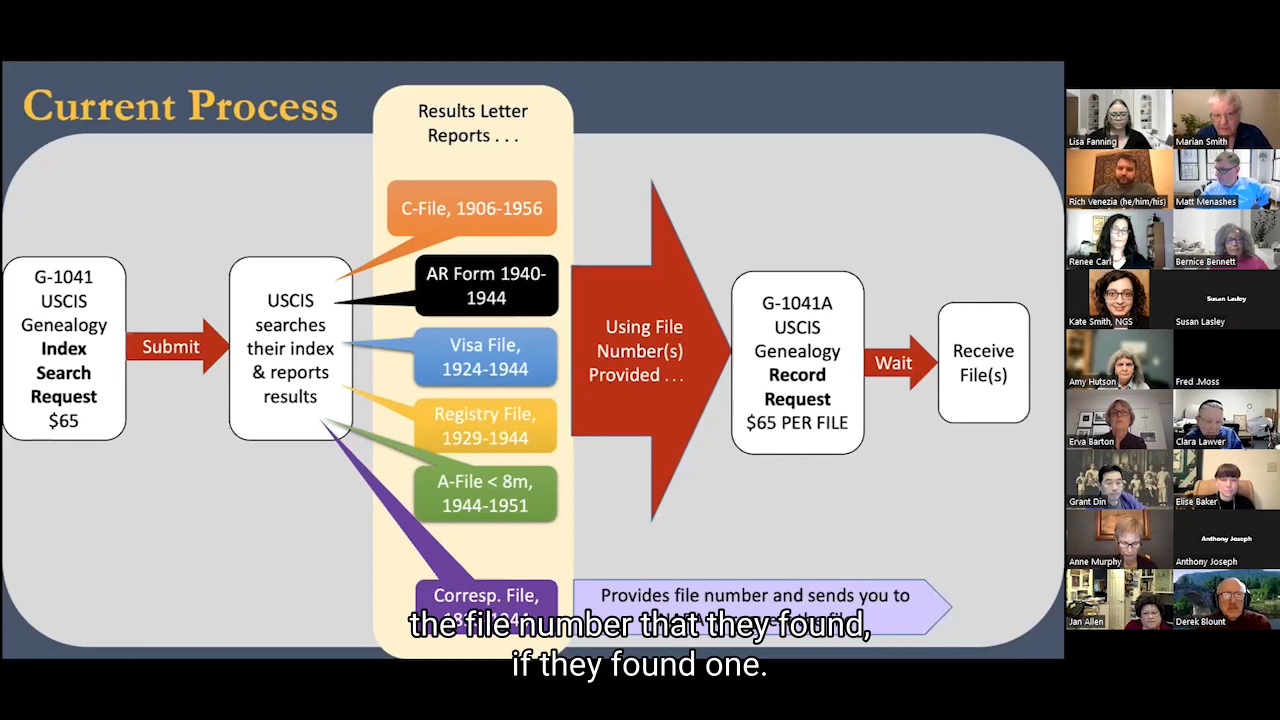 Current Process
Results Letter
Reports . . .
C-File, 1906-1956
AR Form 1940-
1944
Visa File,
1924-1944
Registry File,
1929-1944
A-File < 8m,
1944-1951
Corresp. File,
G-1041
USCIS
Genealogy
Index
Search
Request
$65
Submit
USCIS
searches
their index
& reports
results
Using File
Number(s)
Provided . . .
G-1041A
USCIS
Genealogy
Record
Request
$65 PER FILE
Wait
Receive
File(s)
Provides file number and sends you to
the file number that they found,
if they found one.
Lisa Fanning
Marian Smith
Rich Venezia (he/him/his)
Matt Menashes
Renee Carl
Bernice Bennett
Kate Smith, NGS
Susan Lasley
Susan Lasley
Amy Hutson
Fred .Moss
Erva Barton
Clara Lawver
Grant Din
Elise Baker
Anne Murphy
Anthony Joseph
Anthony Joseph
Jan Allen
Derek Blount